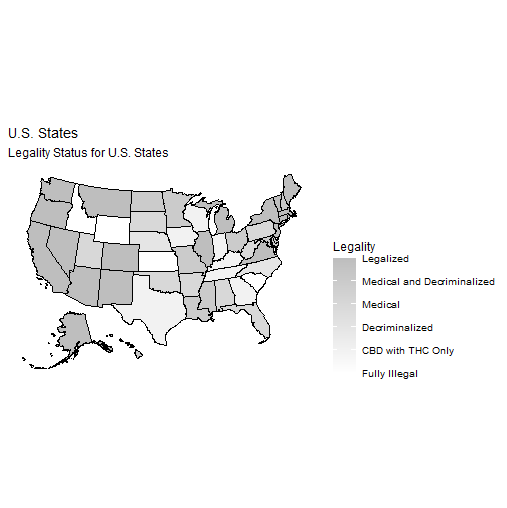 U.S. States
Legality Status for U.S. States
Legality
Legalized
Medical and Decriminalized
Medical
Decriminalized
CBD with THC Only
Fully Illegal